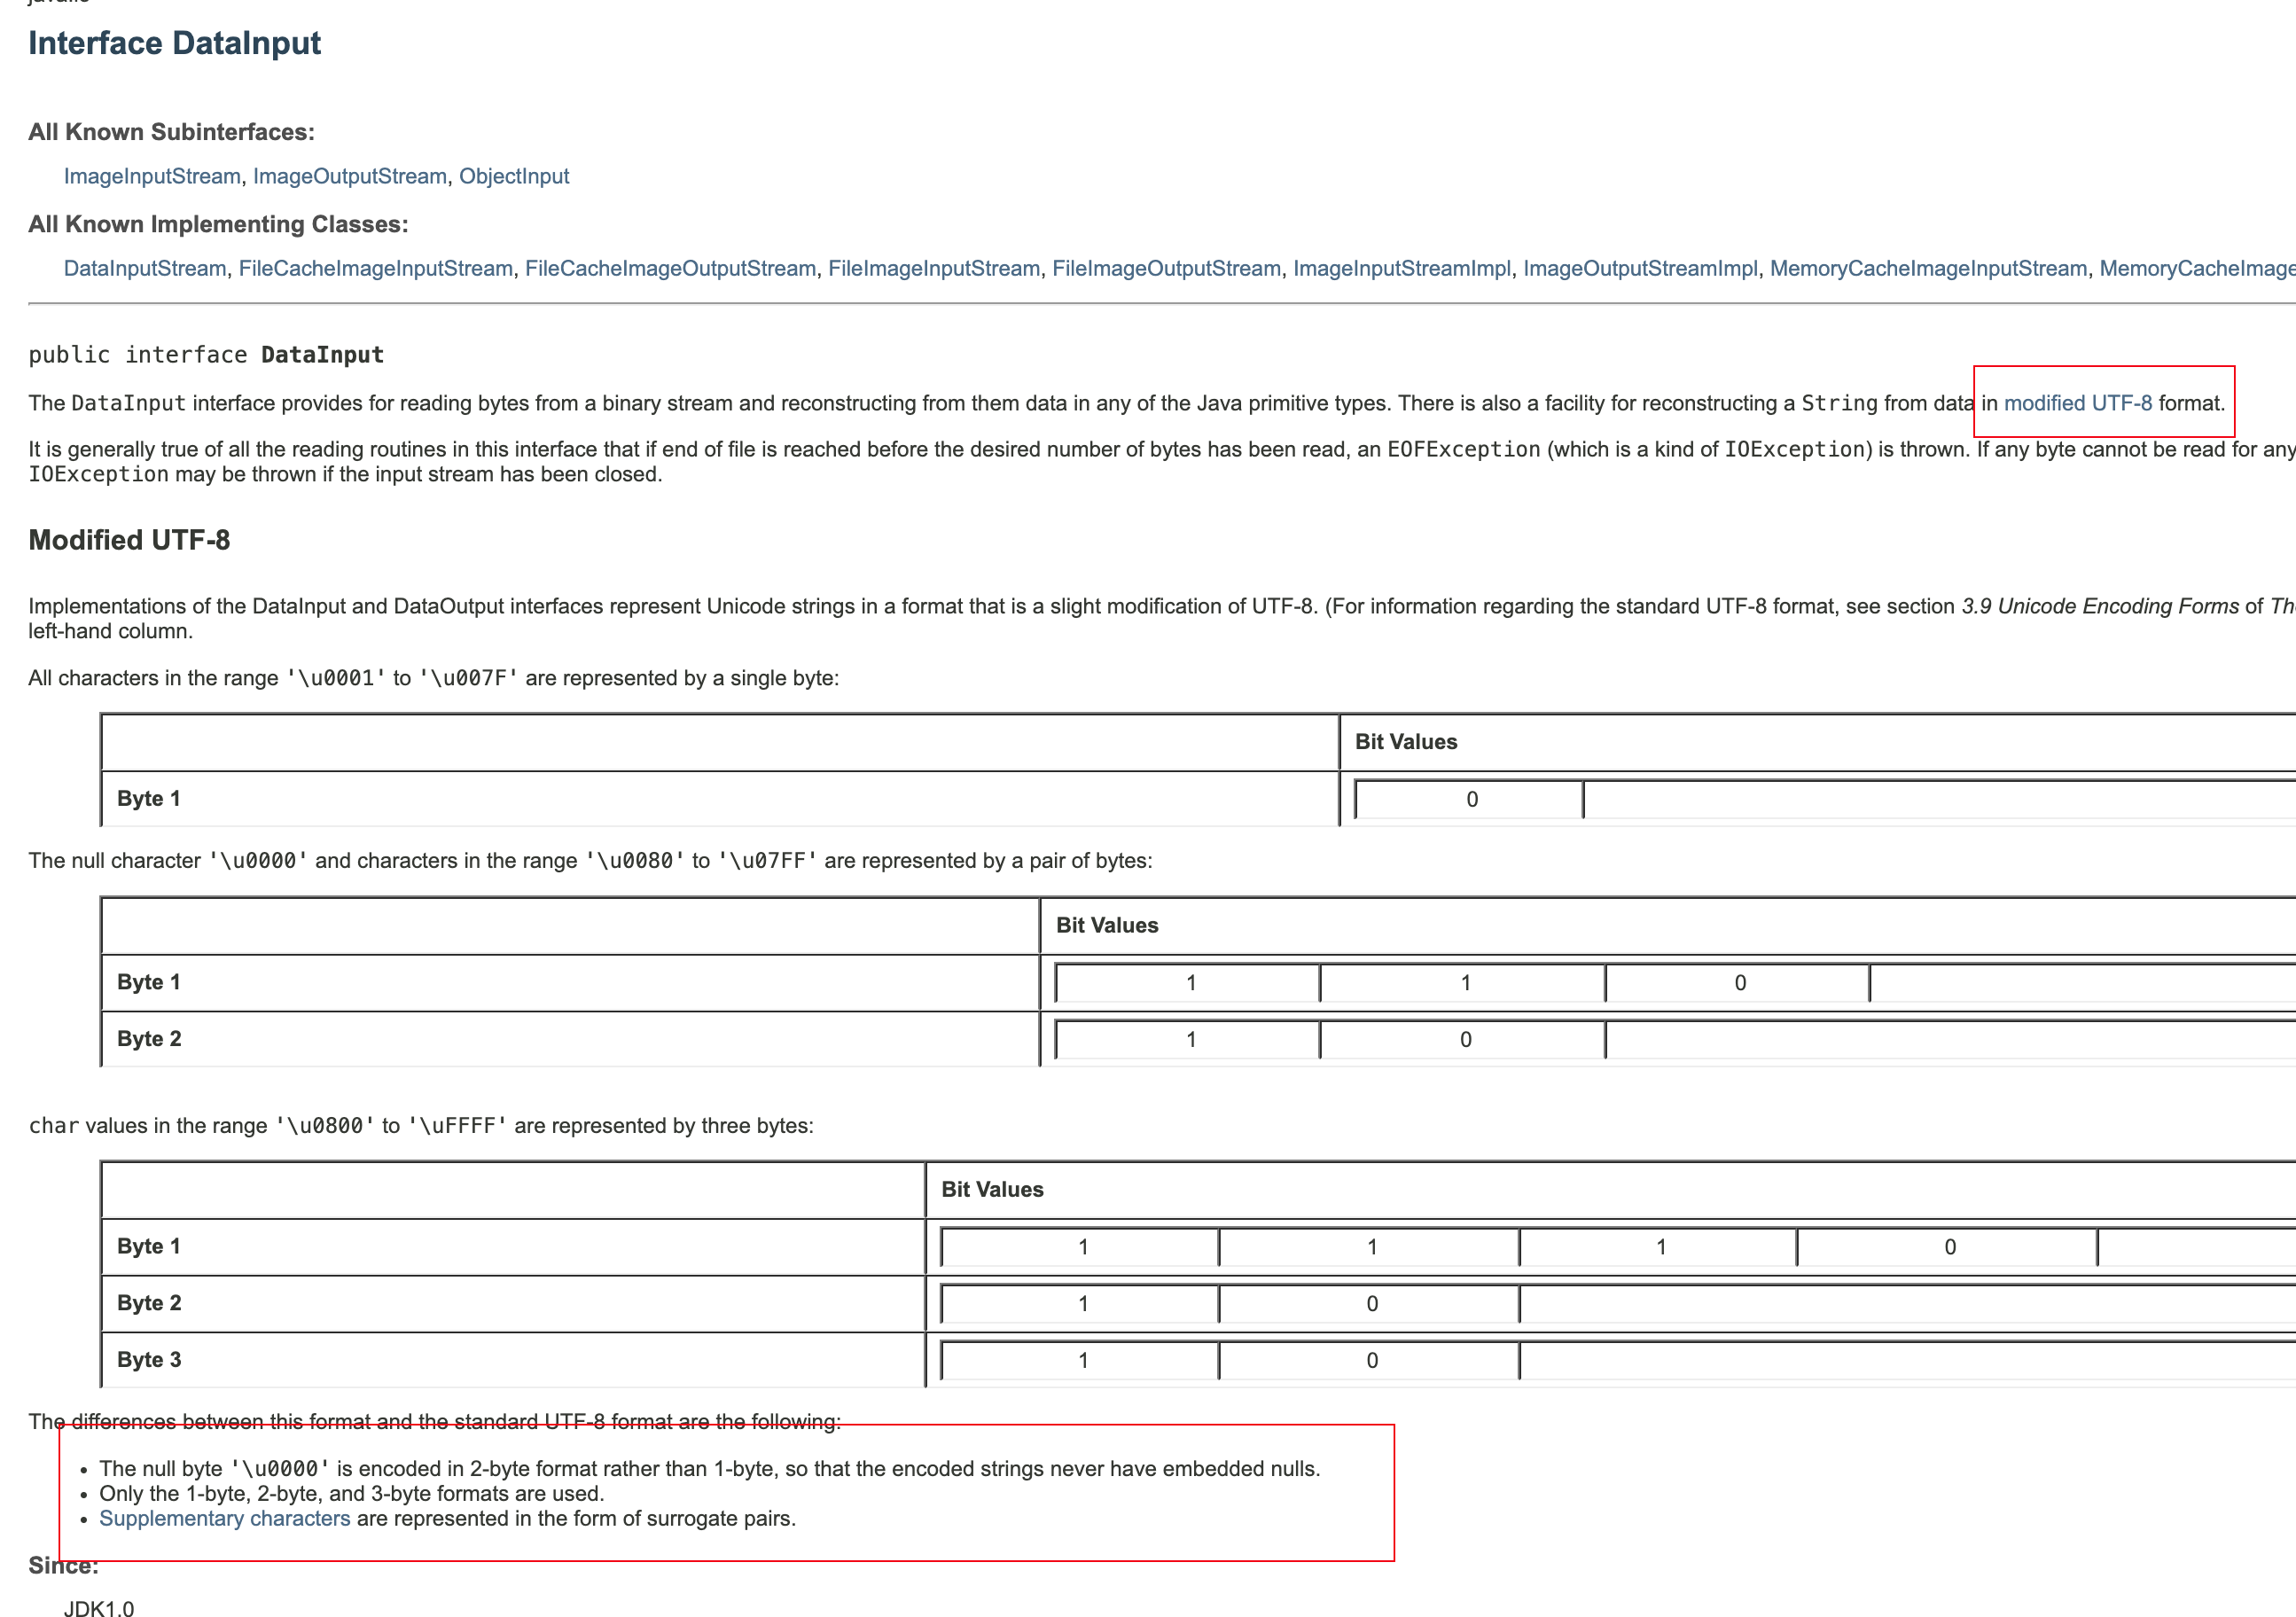 Interface DataInput
All Known Subinterfaces:
ImageInputStream, ImageOutputStream, ObjectInput
All Known Implementing Classes:
DataInputStream, FileCacheImageInputStream, FileCacheImageOutputStream, FileImageInputStream, FileImageOutputStream, ImageInputStreamImpl, ImageOutputStreamImpl, MemoryCacheImageInputStream, MemoryCacheImage
public interface DataInput
The DataInput interface provides for reading bytes from a binary stream and reconstructing from them data in any of the Java primitive types. There is also a facility for reconstructing a String from data in modified UTF-8 format.
It is generally true of all the reading routines in this interface that if end of file is reached before the desired number of bytes has been read, an EOFException (which is a kind of IOException) is thrown. If any byte cannot be read for any
IOException may be thrown if the input stream has been closed.
Modified UTF-8
Implementations of the DataInput and DataOutput interfaces represent Unicode strings in a format that is a slight modification of UTF-8. (For information regarding the standard UTF-8 format, see section 3.9 Unicode Encoding Forms of
left-hand column.
All characters in the range '\u0001' to '\u007F' are represented by a single byte:
Bit Values
Byte 1 0
The null character '\u0000' and characters in the range '\u0080' to '\u07FF' are represented by a pair of bytes:
Bit Values
Byte 1 1 1 0
Byte 2 1 0
char values in the range '\u0800' to '\uFFFF' are represented by three bytes:
Bit Values
Byte 1 1 1 1 0
Byte 2 1 0
Byte 3 1 0
The differences between this format and the standard UTF-8 format are the following:
• The null byte '\u0000' is encoded in 2-byte format rather than 1-byte, so that the encoded strings never have embedded nulls.
• Only the 1-byte, 2-byte, and 3-byte formats are used.
• Supplementary characters are represented in the form of surrogate pairs.
Since:
JDK1.0